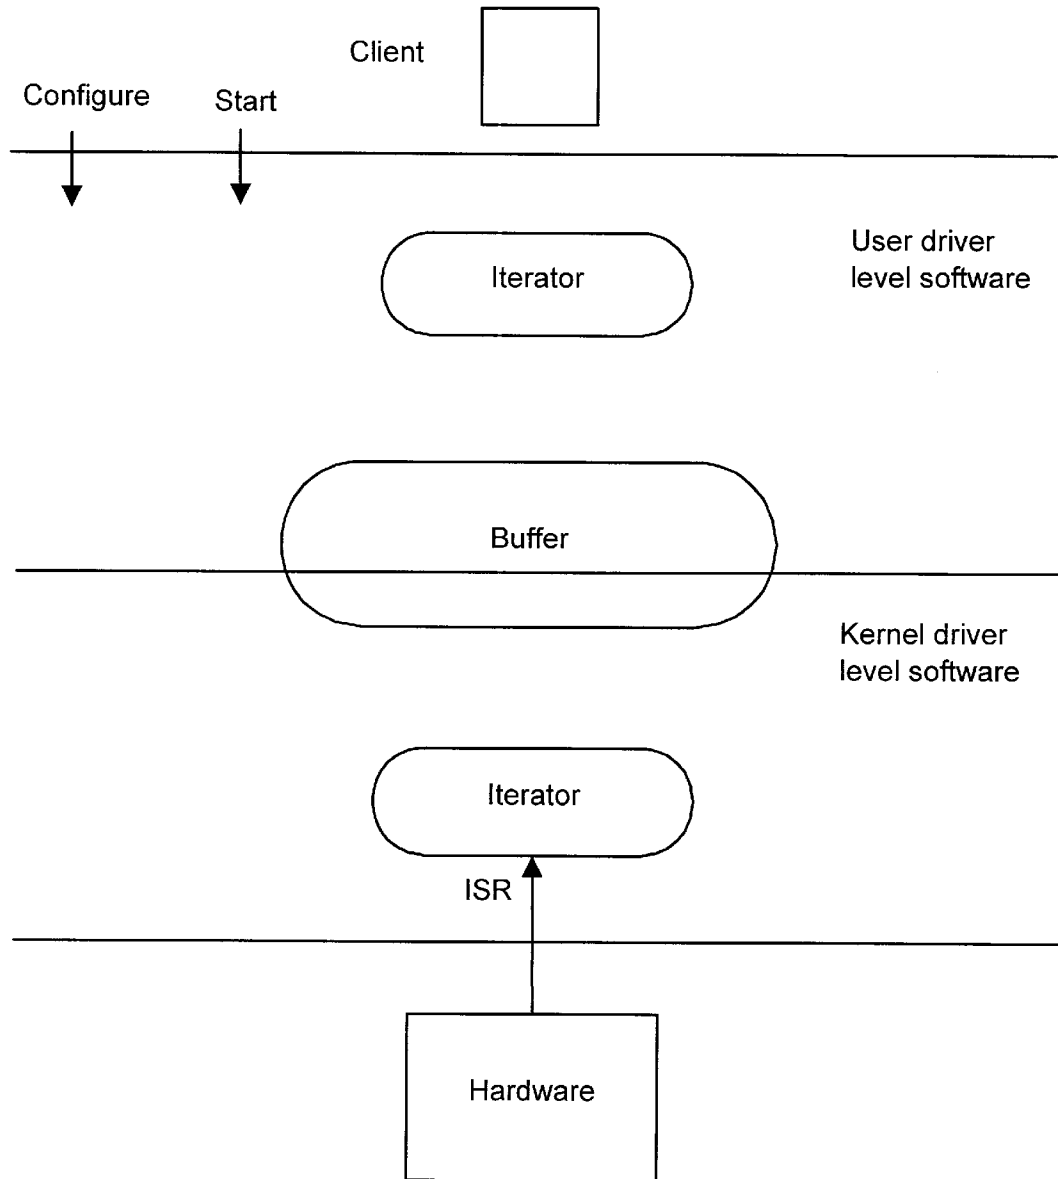 Client
Configure
Start
User driver
level software
Iterator
Buffer
Kernel driver
level software
Iterator
ISR
Hardware